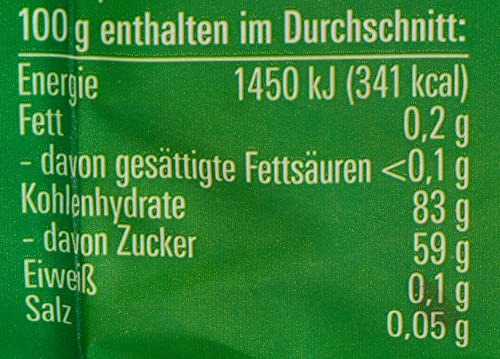 100 g enthalten im Durchschnitt:
Energie 1450 kJ (341 kcal)
Fett 0,2 g
- davon gesättigte Fettsäuren <0,1 g
Kohlenhydrate 83 g
- davon Zucker 59 g
Eiweiß 0,1 g
Salz 0,05 g